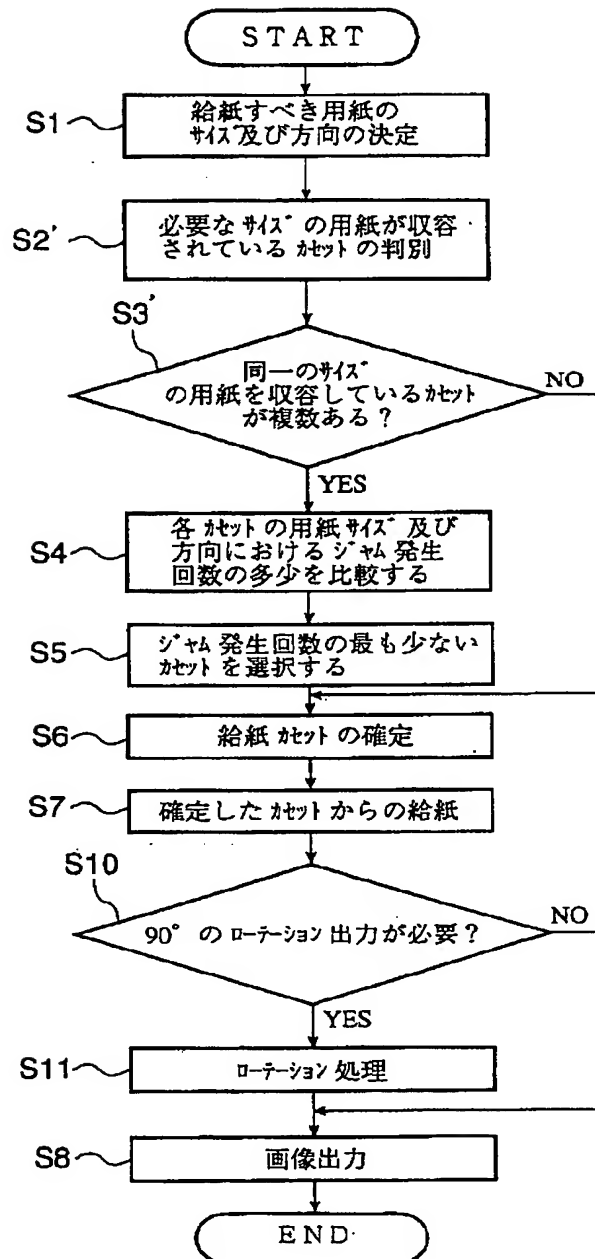 START
S1
給紙すべき用紙の
サイズ及び方向の決定
S2'
必要なサイズの用紙が収容
されているカセットの判別
S3'
同一のサイズ
の用紙を収容しているカセット
が複数ある?
NO
YES
S4
各カセットの用紙サイズ及び
方向におけるジャム発生
回数の多少を比較する
S5
ジャム発生回数の最も少ない
カセットを選択する
S6
給紙カセットの確定
S7
確定したカセットからの給紙
S10
90°のローテーション出力が必要?
NO
YES
S11
ローテーション処理
S8
画像出力
END